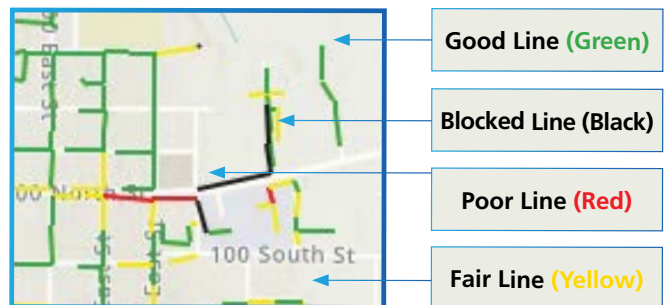 Good Line (Green)
Blocked Line (Black)
Poor Line (Red)
Fair Line (Yellow)
100 South St